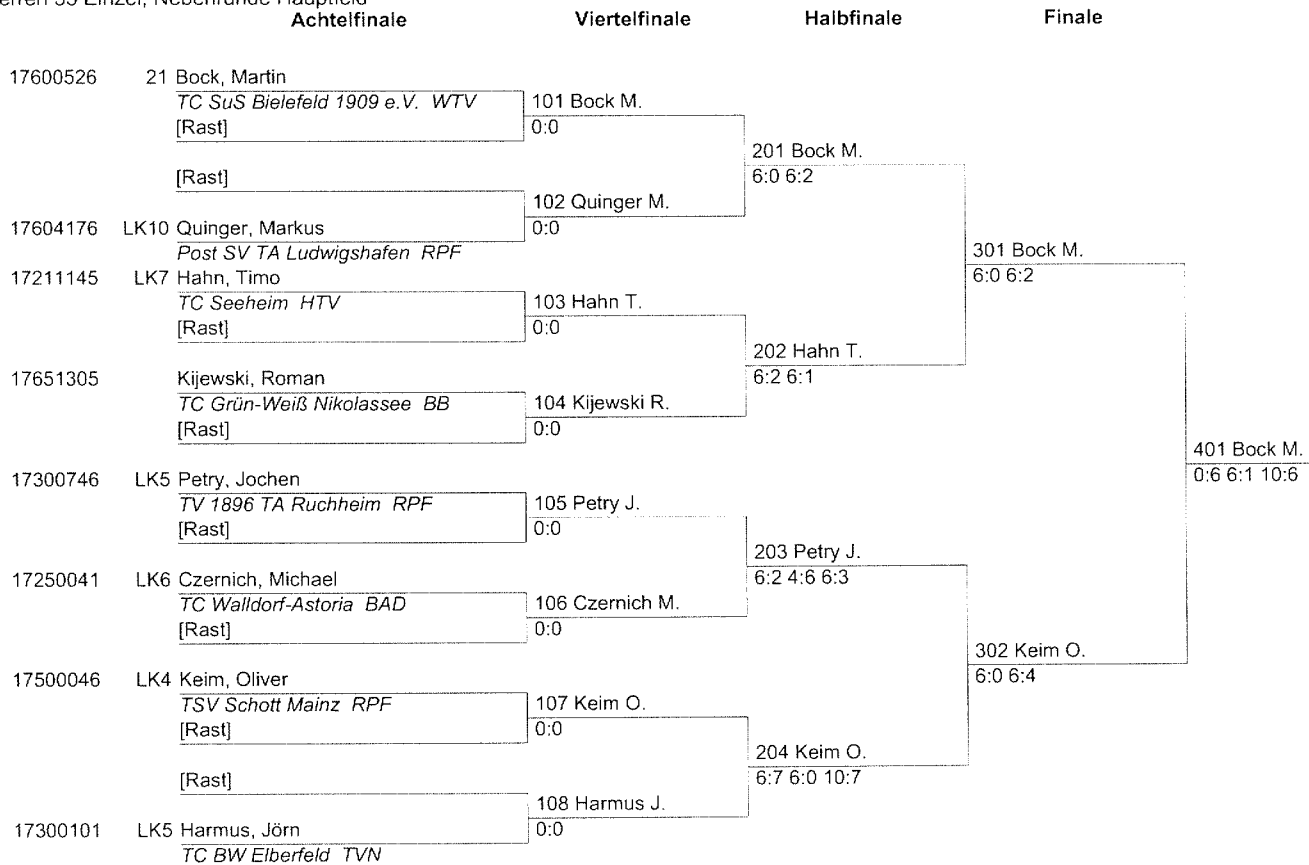 35 Einzel, Nebenrunde Hauptfeld
Achtelfinale Viertelfinale Halbfinale Finale
17600526 21 Bock, Martin
TC SuS Bielefeld 1909 e.V. WTV 101 Bock M.
[Rast] 0:0
201 Bock M.
[Rast] 6:0 6:2
102 Quinger M.
17604176 LK10 Quinger, Markus 0:0
Post SV TA Ludwigshafen RPF 301 Bock M.
17211145 LK7 Hahn, Timo 6:0 6:2
TC Seeheim HTV 103 Hahn T.
[Rast] 0:0
202 Hahn T.
17651305 Kijewski, Roman 6:2 6:1
TC Grün-Weiß Nikolassee BB 104 Kijewski R.
[Rast] 0:0
401 Bock M.
17300746 LK5 Petry, Jochen 0:6 6:1 10:6
TV 1896 TA Ruchheim RPF 105 Petry J.
[Rast] 0:0
203 Petry J.
17250041 LK6 Czernich, Michael 6:2 4:6 6:3
TC Walldorf-Astoria BAD 106 Czernich M.
[Rast] 0:0
302 Keim O.
17500046 LK4 Keim, Oliver 6:0 6:4
TSV Schott Mainz RPF 107 Keim O.
[Rast] 0:0
204 Keim O.
[Rast] 6:7 6:0 10:7
108 Harmus J.
17300101 LK5 Harmus, Jörn 0:0
TC BW Elberfeld TVN